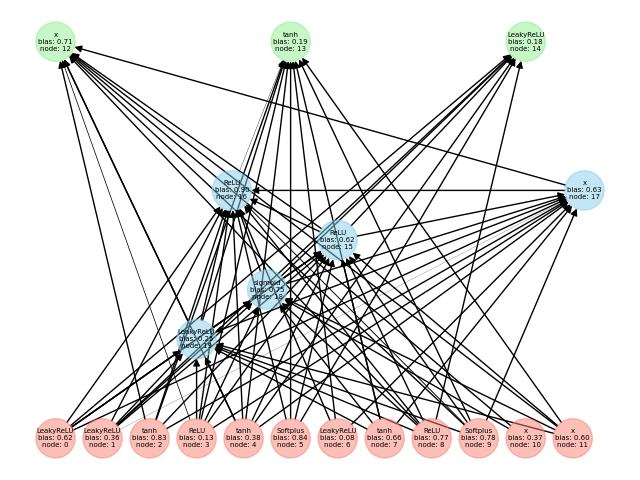 x
bias: 0.71
node: 12
tanh
bias: 0.19
node: 13
LeakyReLU
bias: 0.18
node: 14
ReLU
bias: 0.90
node: 16
x
bias: 0.63
node: 17
ReLU
bias: 0.62
node: 15
sigmoid
bias: 0.75
node: 18
LeakyReLU
bias: 0.25
node: 19
LeakyReLU
bias: 0.62
node: 0
LeakyReLU
bias: 0.36
node: 1
tanh
bias: 0.83
node: 2
ReLU
bias: 0.13
node: 3
tanh
bias: 0.38
node: 4
Softplus
bias: 0.84
node: 5
LeakyReLU
bias: 0.08
node: 6
tanh
bias: 0.66
node: 7
ReLU
bias: 0.77
node: 8
Softplus
bias: 0.78
node: 9
x
bias: 0.37
node: 10
x
bias: 0.60
node: 11